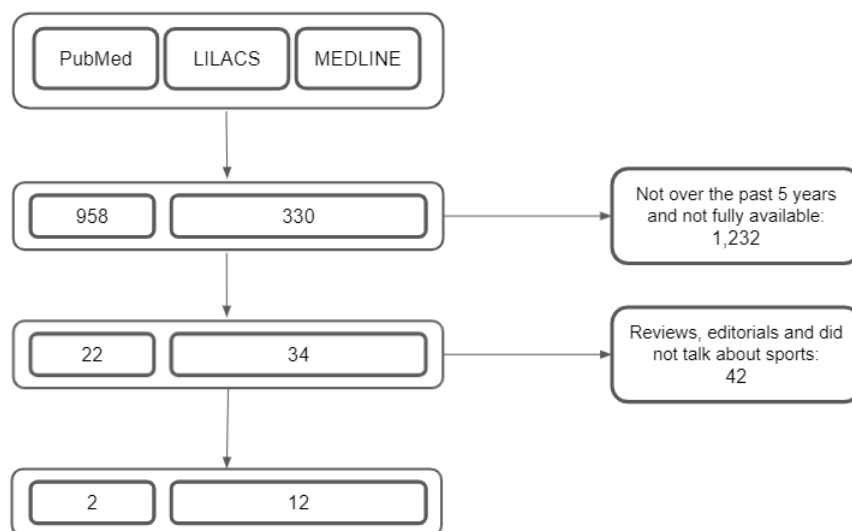 PubMed LILACS MEDLINE
958 330
Not over the past 5 years
and not fully available:
1,232
22 34
Reviews, editorials and did
not talk about sports:
42
2 12